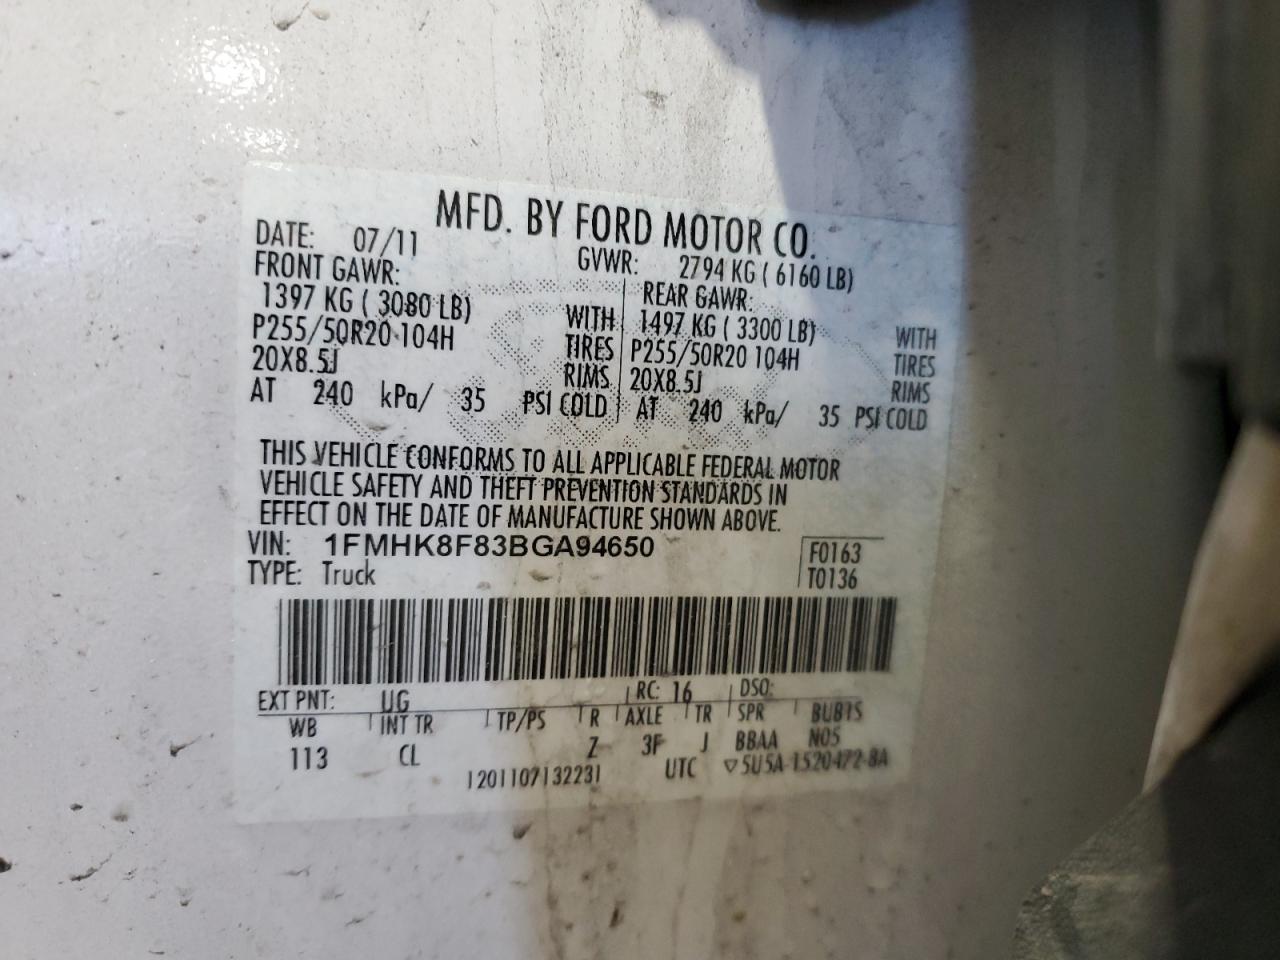 MFD. BY FORD MOTOR CO.
DATE: 07/11 GVWR: 2794 KG ( 6160 LB)
FRONT GAWR: REAR GAWR:
1397 KG ( 3080 LB) WITH 1497 KG ( 3300 LB) WITH
P255/50R20 104H TIRES P255/50R20 104H TIRES
20X8.5J RIMS 20X8.5J RIMS
AT 240 kPa/ 35 PSI COLD AT 240 kPa/ 35 PSI COLD
THIS VEHICLE CONFORMS TO ALL APPLICABLE FEDERAL MOTOR
VEHICLE SAFETY AND THEFT PREVENTION STANDARDS IN
EFFECT ON THE DATE OF MANUFACTURE SHOWN ABOVE.
VIN: 1FMHK8F83BGA94650 F0163
TYPE: Truck T0136
EXT PNT: UG RC: 16 DSO:
WB INT TR TP/PS R AXLE TR SPR BUBTS
113 CL Z 3F J BBAA N05
1201107132231 UTC ▽5U5A-1520472-BA